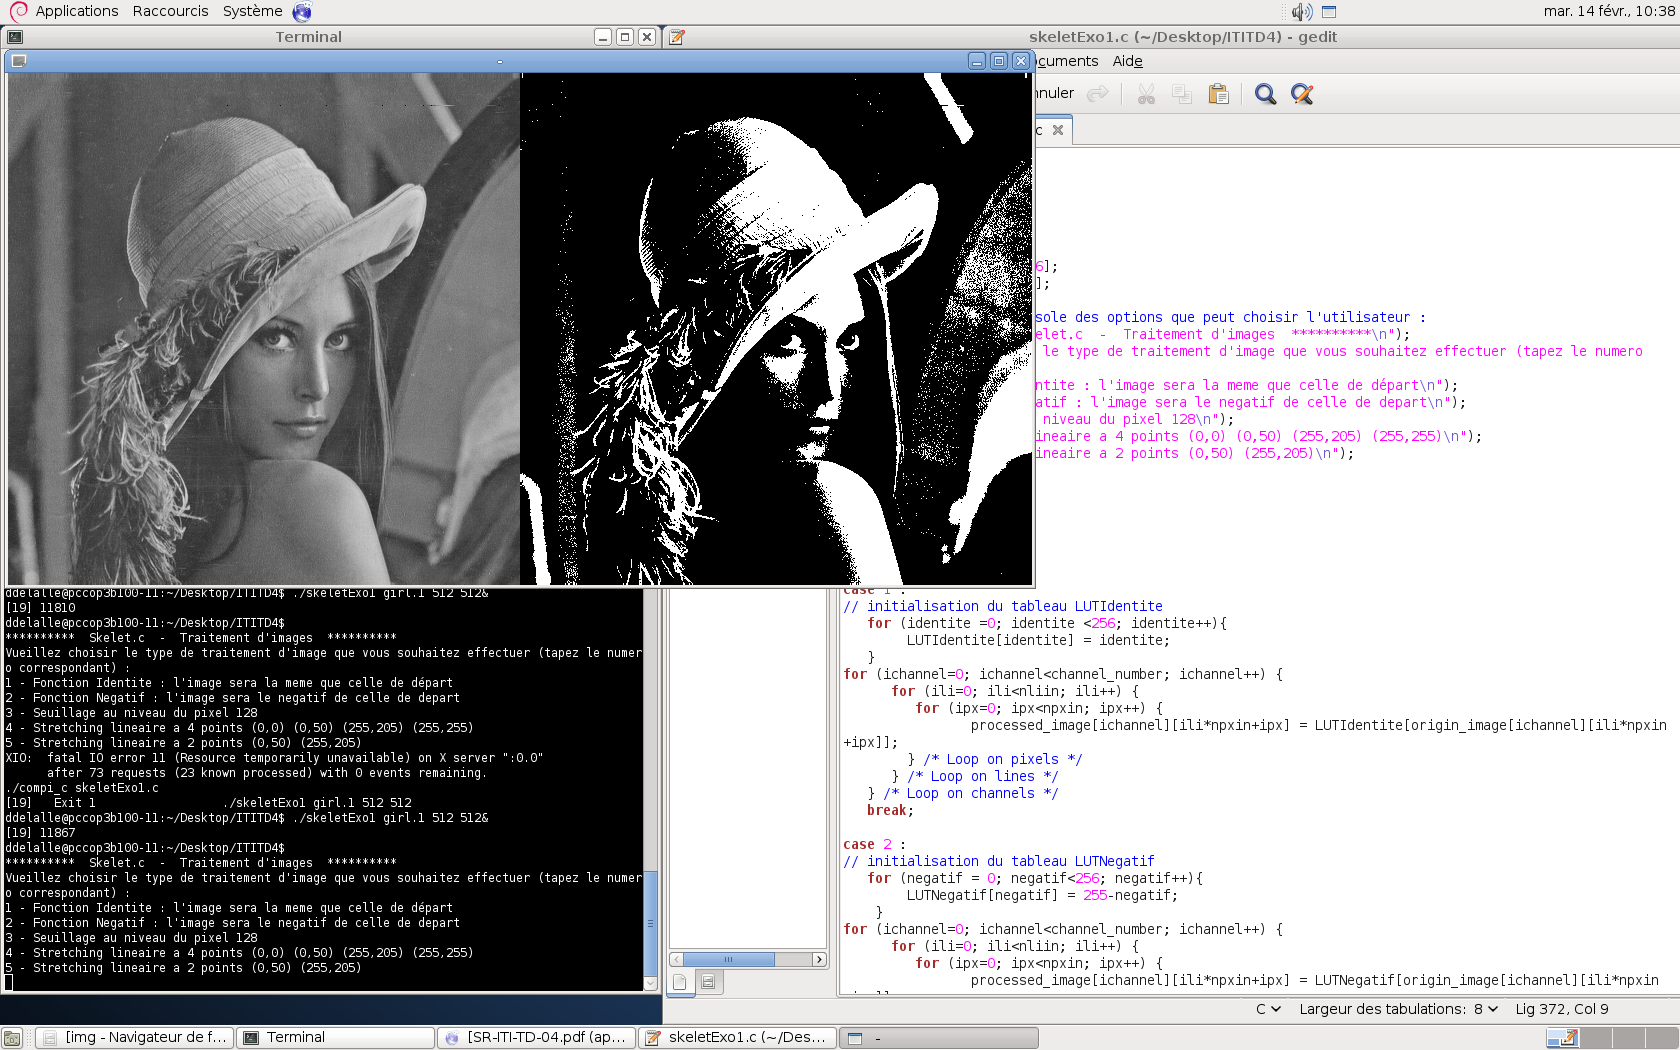 Applications Raccourcis Système
mar. 14 févr., 10:38
Terminal
skeletExo1.c (~/Desktop/ITITD4) - gedit
-
ocuments Aide
nnuler
c
6];
];
sole des options que peut choisir l'utilisateur :
elet.c - Traitement d'images **********\n");
le type de traitement d'image que vous souhaitez effectuer (tapez le numero
ntite : l'image sera la meme que celle de départ\n");
atif : l'image sera le negatif de celle de depart\n");
niveau du pixel 128\n");
ineaire a 4 points (0,0) (0,50) (255,205) (255,255)\n");
ineaire a 2 points (0,50) (255,205)\n");
case 1 :
// initialisation du tableau LUTIdentite
for (identite =0; identite <256; identite++){
LUTIdentite[identite] = identite;
}
for (ichannel=0; ichannel<channel_number; ichannel++) {
for (ili=0; ili<nliin; ili++) {
for (ipx=0; ipx<npxin; ipx++) {
processed_image[ichannel][ili*npxin+ipx] = LUTIdentite[origin_image[ichannel][ili*npxin
+ipx]];
} /* Loop on pixels */
} /* Loop on lines */
} /* Loop on channels */
break;
case 2 :
// initialisation du tableau LUTNegatif
for (negatif = 0; negatif<256; negatif++){
LUTNegatif[negatif] = 255-negatif;
}
for (ichannel=0; ichannel<channel_number; ichannel++) {
for (ili=0; ili<nliin; ili++) {
for (ipx=0; ipx<npxin; ipx++) {
processed_image[ichannel][ili*npxin+ipx] = LUTNegatif[origin_image[ichannel][ili*npxin
C Largeur des tabulations: 8 Lig 372, Col 9
ddelalle@pccop3b100-11:~/Desktop/ITITD4$ ./skeletExo1 girl.1 512 512&
[19] 11810
ddelalle@pccop3b100-11:~/Desktop/ITITD4$
********** Skelet.c - Traitement d'images **********
Vueillez choisir le type de traitement d'image que vous souhaitez effectuer (tapez le numer
o correspondant) :
1 - Fonction Identite : l'image sera la meme que celle de départ
2 - Fonction Negatif : l'image sera le negatif de celle de depart
3 - Seuillage au niveau du pixel 128
4 - Stretching lineaire a 4 points (0,0) (0,50) (255,205) (255,255)
5 - Stretching lineaire a 2 points (0,50) (255,205)
XIO: fatal IO error 11 (Resource temporarily unavailable) on X server ":0.0"
after 73 requests (23 known processed) with 0 events remaining.
./compi_c skeletExo1.c
[19] Exit 1 ./skeletExo1 girl.1 512 512
ddelalle@pccop3b100-11:~/Desktop/ITITD4$ ./skeletExo1 girl.1 512 512&
[19] 11867
ddelalle@pccop3b100-11:~/Desktop/ITITD4$
********** Skelet.c - Traitement d'images **********
Vueillez choisir le type de traitement d'image que vous souhaitez effectuer (tapez le numer
o correspondant) :
1 - Fonction Identite : l'image sera la meme que celle de départ
2 - Fonction Negatif : l'image sera le negatif de celle de depart
3 - Seuillage au niveau du pixel 128
4 - Stretching lineaire a 4 points (0,0) (0,50) (255,205) (255,255)
5 - Stretching lineaire a 2 points (0,50) (255,205)
[img - Navigateur de f... Terminal [SR-ITI-TD-04.pdf (ap... skeletExo1.c (~/Des... -